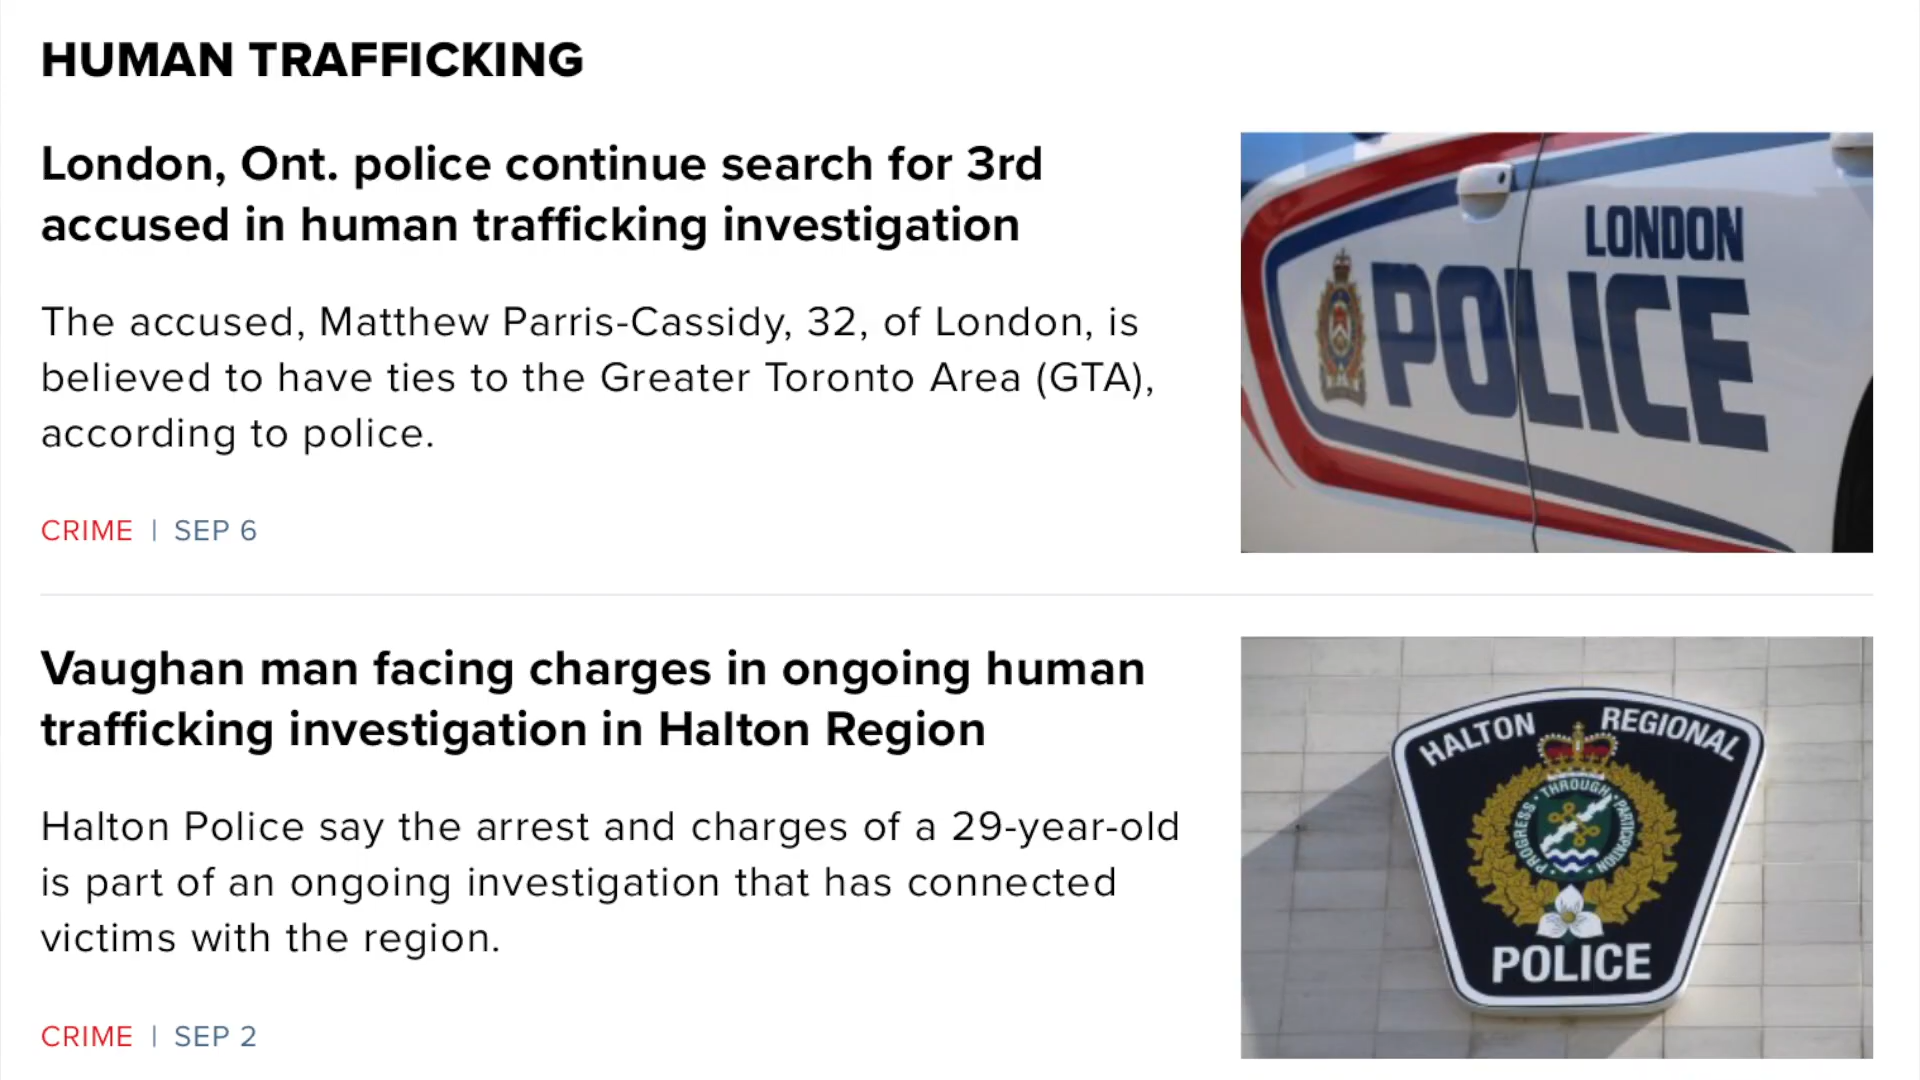 HUMAN TRAFFICKING
London, Ont. police continue search for 3rd
accused in human trafficking investigation
The accused, Matthew Parris-Cassidy, 32, of London, is
believed to have ties to the Greater Toronto Area (GTA),
according to police.
CRIME | SEP 6
LONDON
POLICE
Vaughan man facing charges in ongoing human
trafficking investigation in Halton Region
Halton Police say the arrest and charges of a 29-year-old
is part of an ongoing investigation that has connected
victims with the region.
CRIME | SEP 2
HALTON REGIONAL
PROGRESS • THROUGH • PARTICIPATION
POLICE